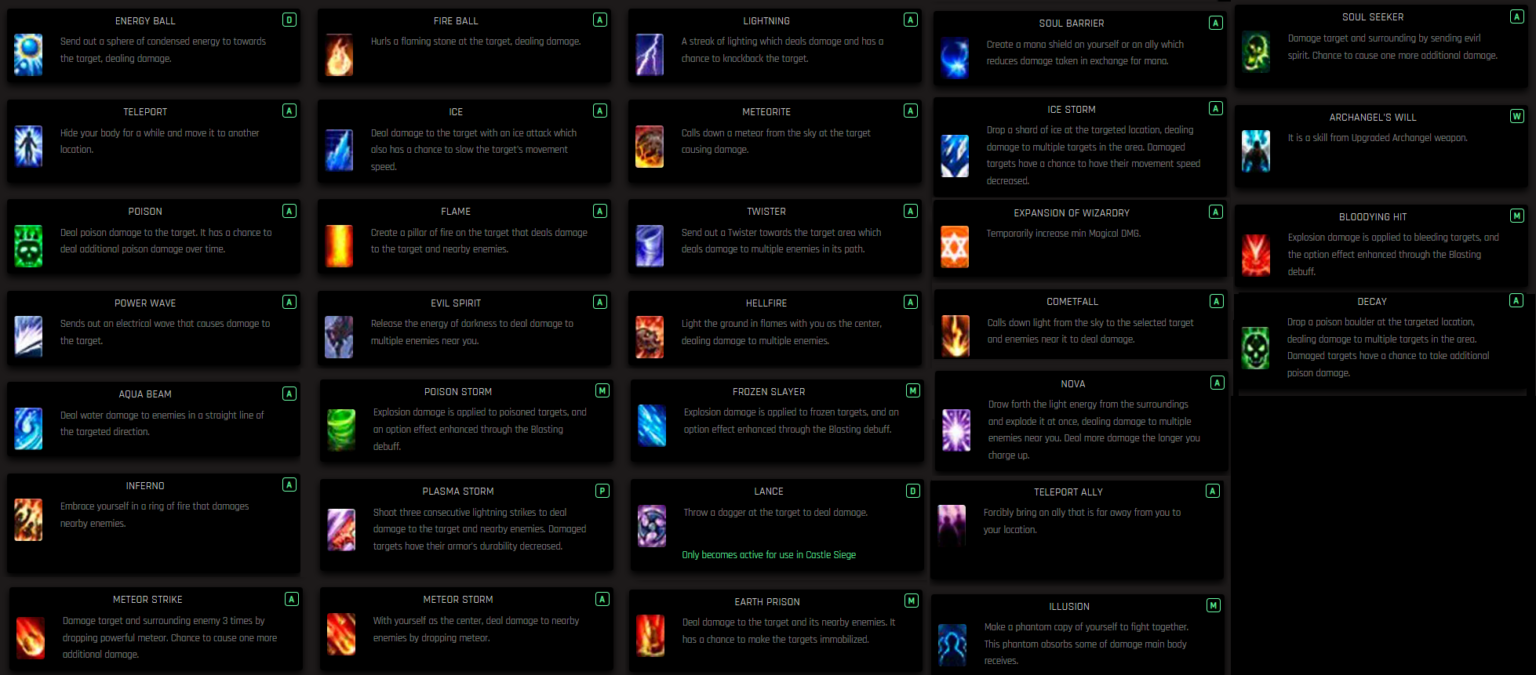 ENERGY BALL
D
Send out a sphere of condensed energy to towards
the target, dealing damage.
TELEPORT
A
Hide your body for a while and move it to another
location.
POISON
A
Deal poison damage to the target. It has a chance to
deal additional poison damage over time.
POWER WAVE
A
Sends out an electrical wave that causes damage to
the target.
AQUA BEAM
A
Deal water damage to enemies in a straight line of
the targeted direction.
INFERNO
A
Embrace yourself in a ring of fire that damages
nearby enemies.
METEOR STRIKE
A
Damage target and surrounding enemy 3 times by
dropping powerful meteor. Chance to cause one more
additional damage.
FIRE BALL
A
Hurls a flaming stone at the target, dealing damage.
ICE
A
Deal damage to the target with an ice attack which
also has a chance to slow the target's movement
speed.
FLAME
A
Create a pillar of fire on the target that deals damage
to the target and nearby enemies.
EVIL SPIRIT
A
Release the energy of darkness to deal damage to
multiple enemies near you.
POISON STORM
M
Explosion damage is applied to poisoned targets, and
an option effect enhanced through the Blasting
debuff.
PLASMA STORM
P
Shoot three consecutive lightning strikes to deal
damage to the target and nearby enemies. Damaged
targets have their armor's durability decreased.
METEOR STORM
A
With yourself as the center, deal damage to nearby
enemies by dropping meteor.
LIGHTNING
A
A streak of lighting which deals damage and has a
chance to knockback the target.
METEORITE
A
Calls down a meteor from the sky at the target
causing damage.
TWISTER
A
Send out a Twister towards the target area which
deals damage to multiple enemies in its path.
HELLFIRE
A
Light the ground in flames with you as the center,
dealing damage to multiple enemies.
FROZEN SLAYER
M
Explosion damage is applied to frozen targets, and an
option effect enhanced through the Blasting debuff.
LANCE
D
Throw a dagger at the target to deal damage.
Only becomes active for use in Castle Siege
EARTH PRISON
M
Deal damage to the target and its nearby enemies. It
has a chance to make the targets immobilized.
SOUL BARRIER
A
Create a mana shield on yourself or on ally which
reduces damage taken in exchange for mana.
ICE STORM
A
Drop a shard of ice at the targeted location, dealing
damage to multiple targets in the area. Damaged
targets have a chance to have their movement speed
decreased.
EXPANSION OF WIZARDRY
A
Temporarily increase min Magical DMG.
COMETFALL
A
Calls down light from the sky to the selected target
and enemies near it to deal damage.
NOVA
A
Draw forth the light energy from the surroundings
and explode it at once, dealing damage to multiple
enemies near you. Deal more damage the longer you
charge up.
TELEPORT ALLY
A
Forcibly bring an ally that is far away from you to
your location.
ILLUSION
M
Make a phantom copy of yourself to fight together.
This phantom absorbs some of damage main body
receives.
SOUL SEEKER
A
Damage target and surrounding by sending evirl
spirit. Chance to cause one more additional damage.
ARCHANGEL'S WILL
W
It is a skill from Upgraded Archangel weapon.
BLOODYING HIT
M
Explosion damage is applied to bleeding targets, and
the option effect enhanced through the Blasting
debuff.
DECAY
A
Drop a poison boulder at the targeted location,
dealing damage to multiple targets in the area.
Damaged targets have a chance to take additional
poison damage.